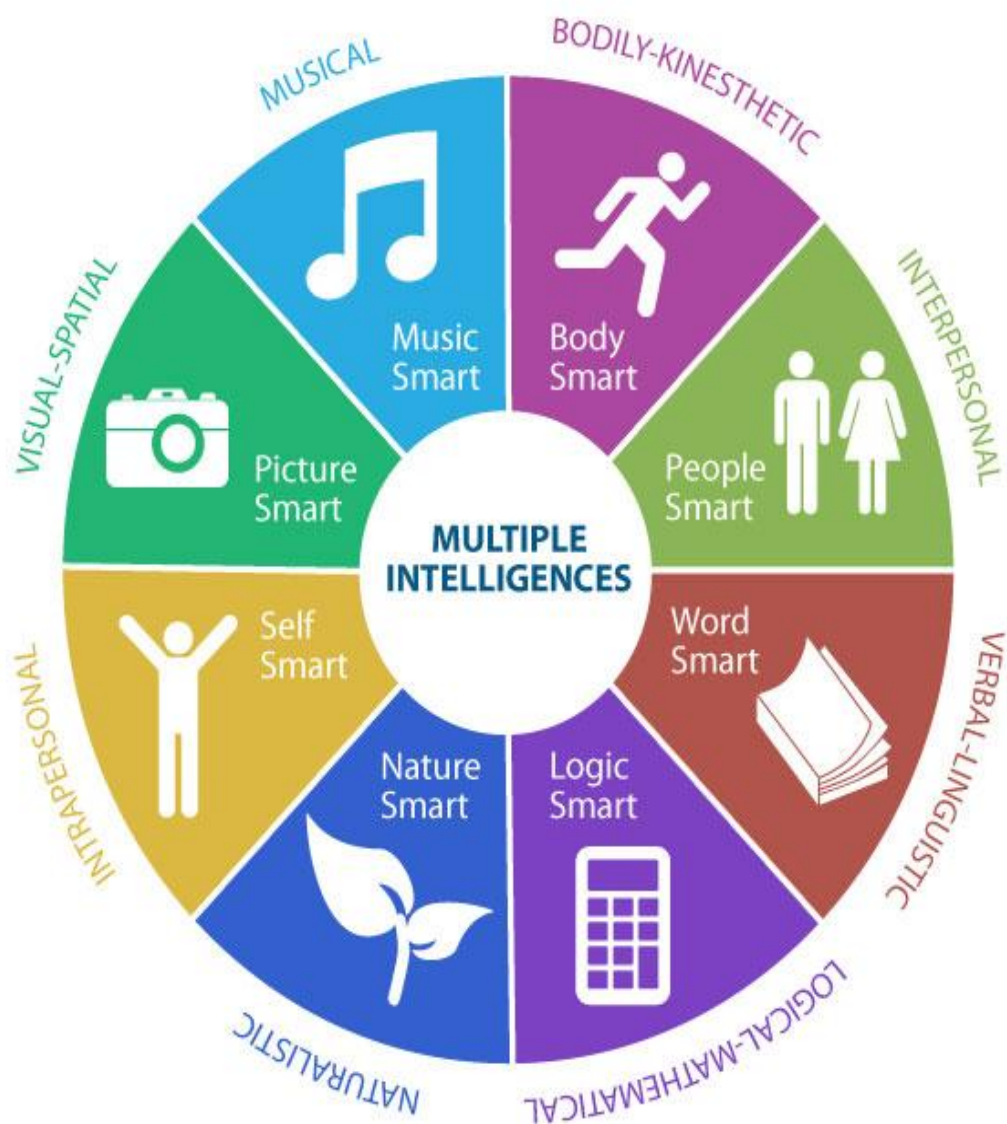 MUSICAL
BODILY-KINESTHETIC
VISUAL-SPATIAL
INTERPERSONAL
Music
Smart
Body
Smart
Picture
Smart
People
Smart
MULTIPLE
INTELLIGENCES
Self
Smart
Word
Smart
INTRAPERSONAL
VERBAL-LINGUISTIC
Nature
Smart
Logic
Smart
NATURALISTIC
LOGICAL-MATHEMATICAL